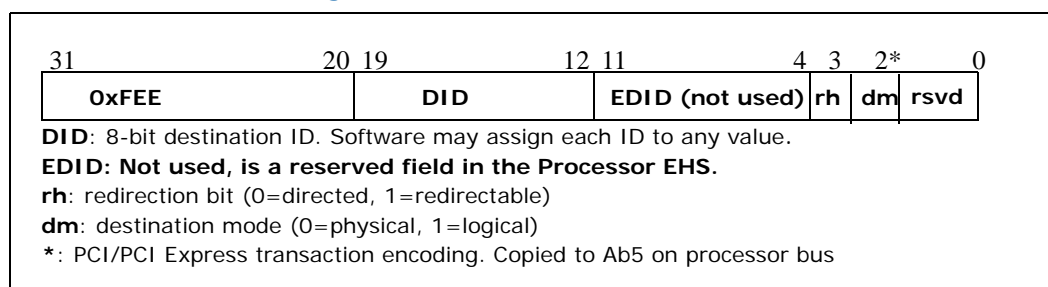 31 20 19 12 11 4 3 2* 0
0xFEE DID EDID (not used) rh dm rsvd
DID: 8-bit destination ID. Software may assign each ID to any value.
EDID: Not used, is a reserved field in the Processor EHS.
rh: redirection bit (0=directed, 1=redirectable)
dm: destination mode (0=physical, 1=logical)
*: PCI/PCI Express transaction encoding. Copied to Ab5 on processor bus